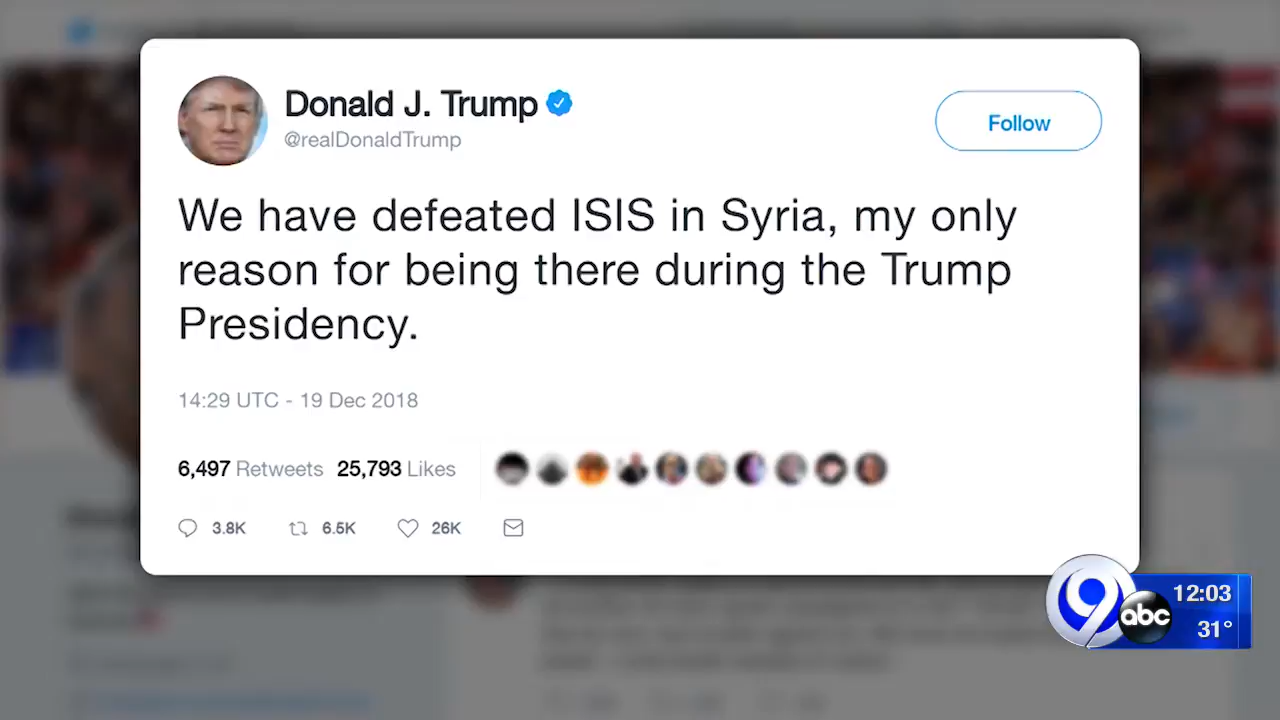 Donald J. Trump
@realDonaldTrump
Follow
We have defeated ISIS in Syria, my only
reason for being there during the Trump
Presidency.
14:29 UTC - 19 Dec 2018
6,497 Retweets 25,793 Likes
3.8K 6.5K 26K
9 abc
12:03
31°